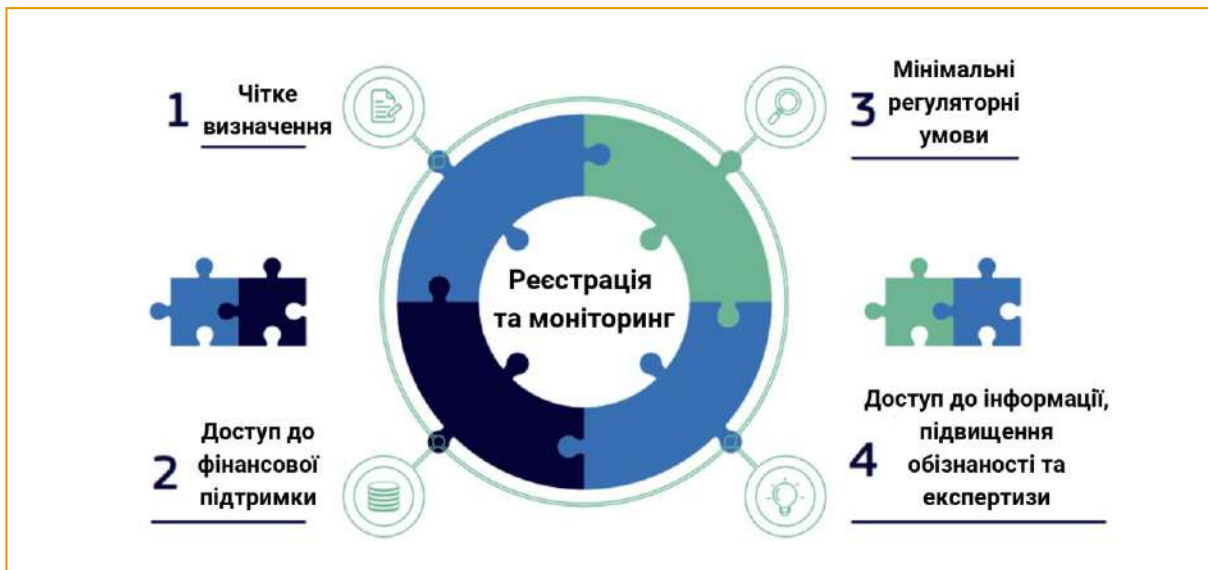 1
Чітке
визначення
2
Доступ до
фінансової
підтримки
Реєстрація
та моніторинг
3
Мінімальні
регуляторні
умови
4
Доступ до інформації,
підвищення
обізнаності та
експертизи